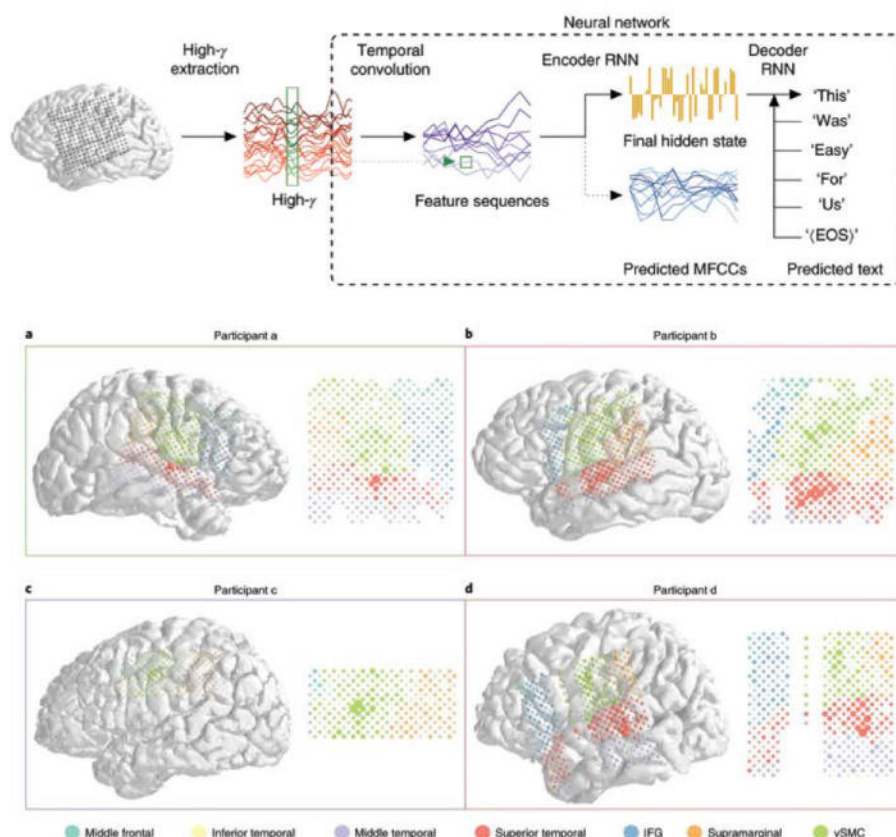 Neural network
High-γ
extraction
Temporal
convolution
Encoder RNN
Decoder
RNN
'This'
'Was'
'Easy'
'For'
'Us'
'⟨EOS⟩'
Final hidden state
High-γ
Feature sequences
Predicted MFCCs
Predicted text
a
Participant a
b
Participant b
c
Participant c
d
Participant d
Middle frontal
Inferior temporal
Middle temporal
Superior temporal
IFG
Supramarginal
vSMC